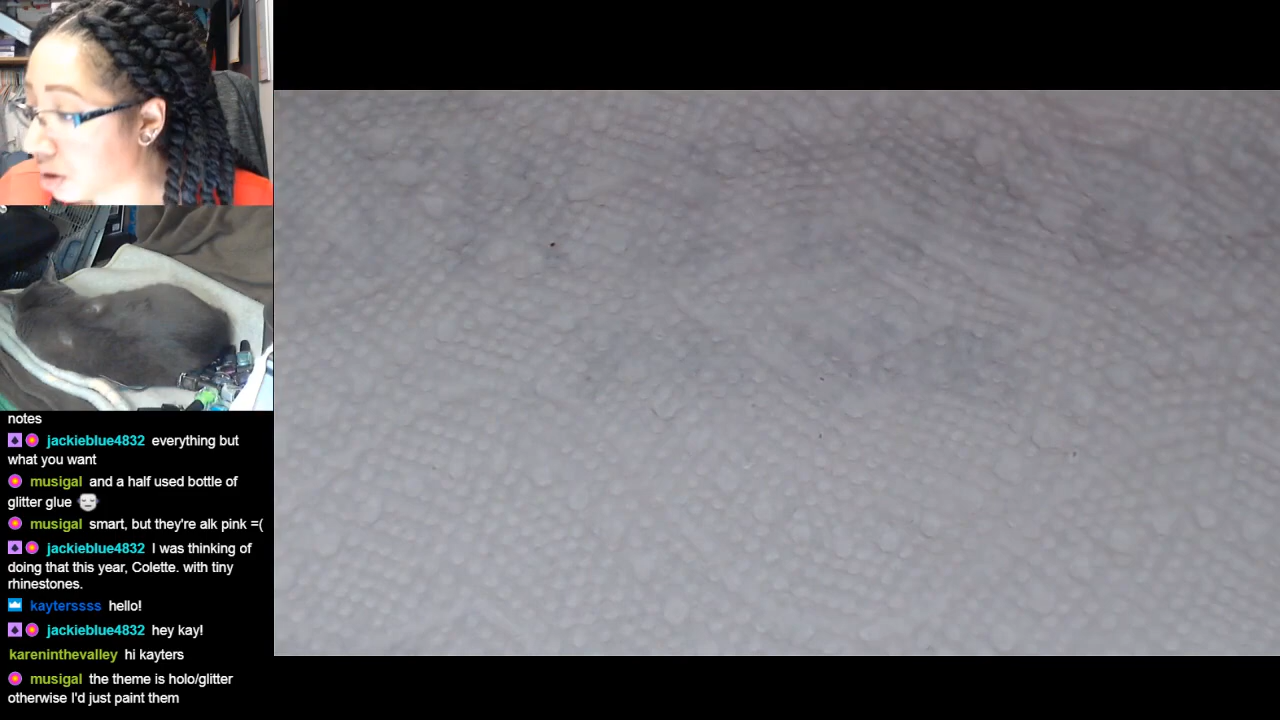 notes
jackieblue4832 everything but
what you want
musigal and a half used bottle of
glitter glue
musigal smart, but they're alk pink =(
jackieblue4832 I was thinking of
doing that this year, Colette. with tiny
rhinestones.
kayterssss hello!
jackieblue4832 hey kay!
kareninthevalley hi kayters
musigal the theme is holo/glitter
otherwise I'd just paint them